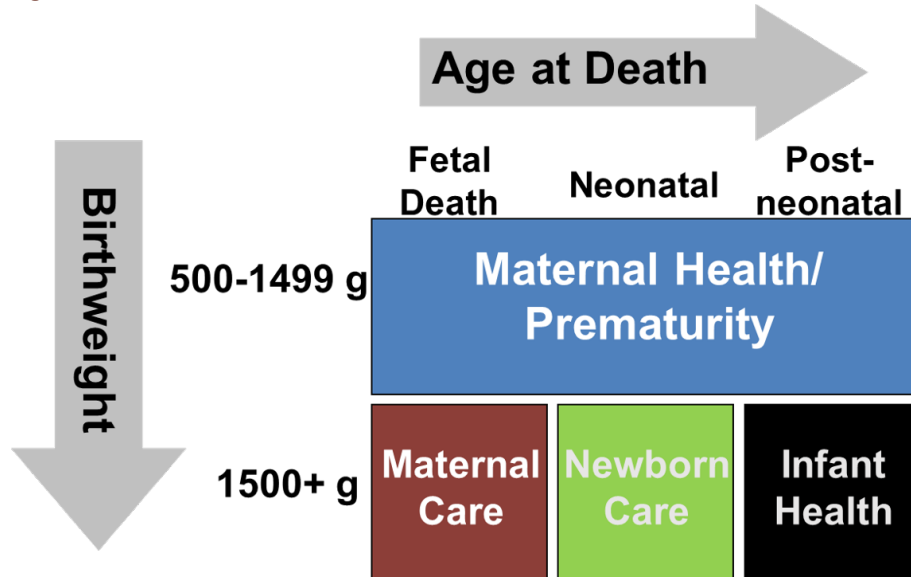 Age at Death
Fetal
Death
Neonatal
Post-
neonatal
Birthweight
500-1499 g
Maternal Health/
Prematurity
1500+ g
Maternal
Care
Newborn
Care
Infant
Health